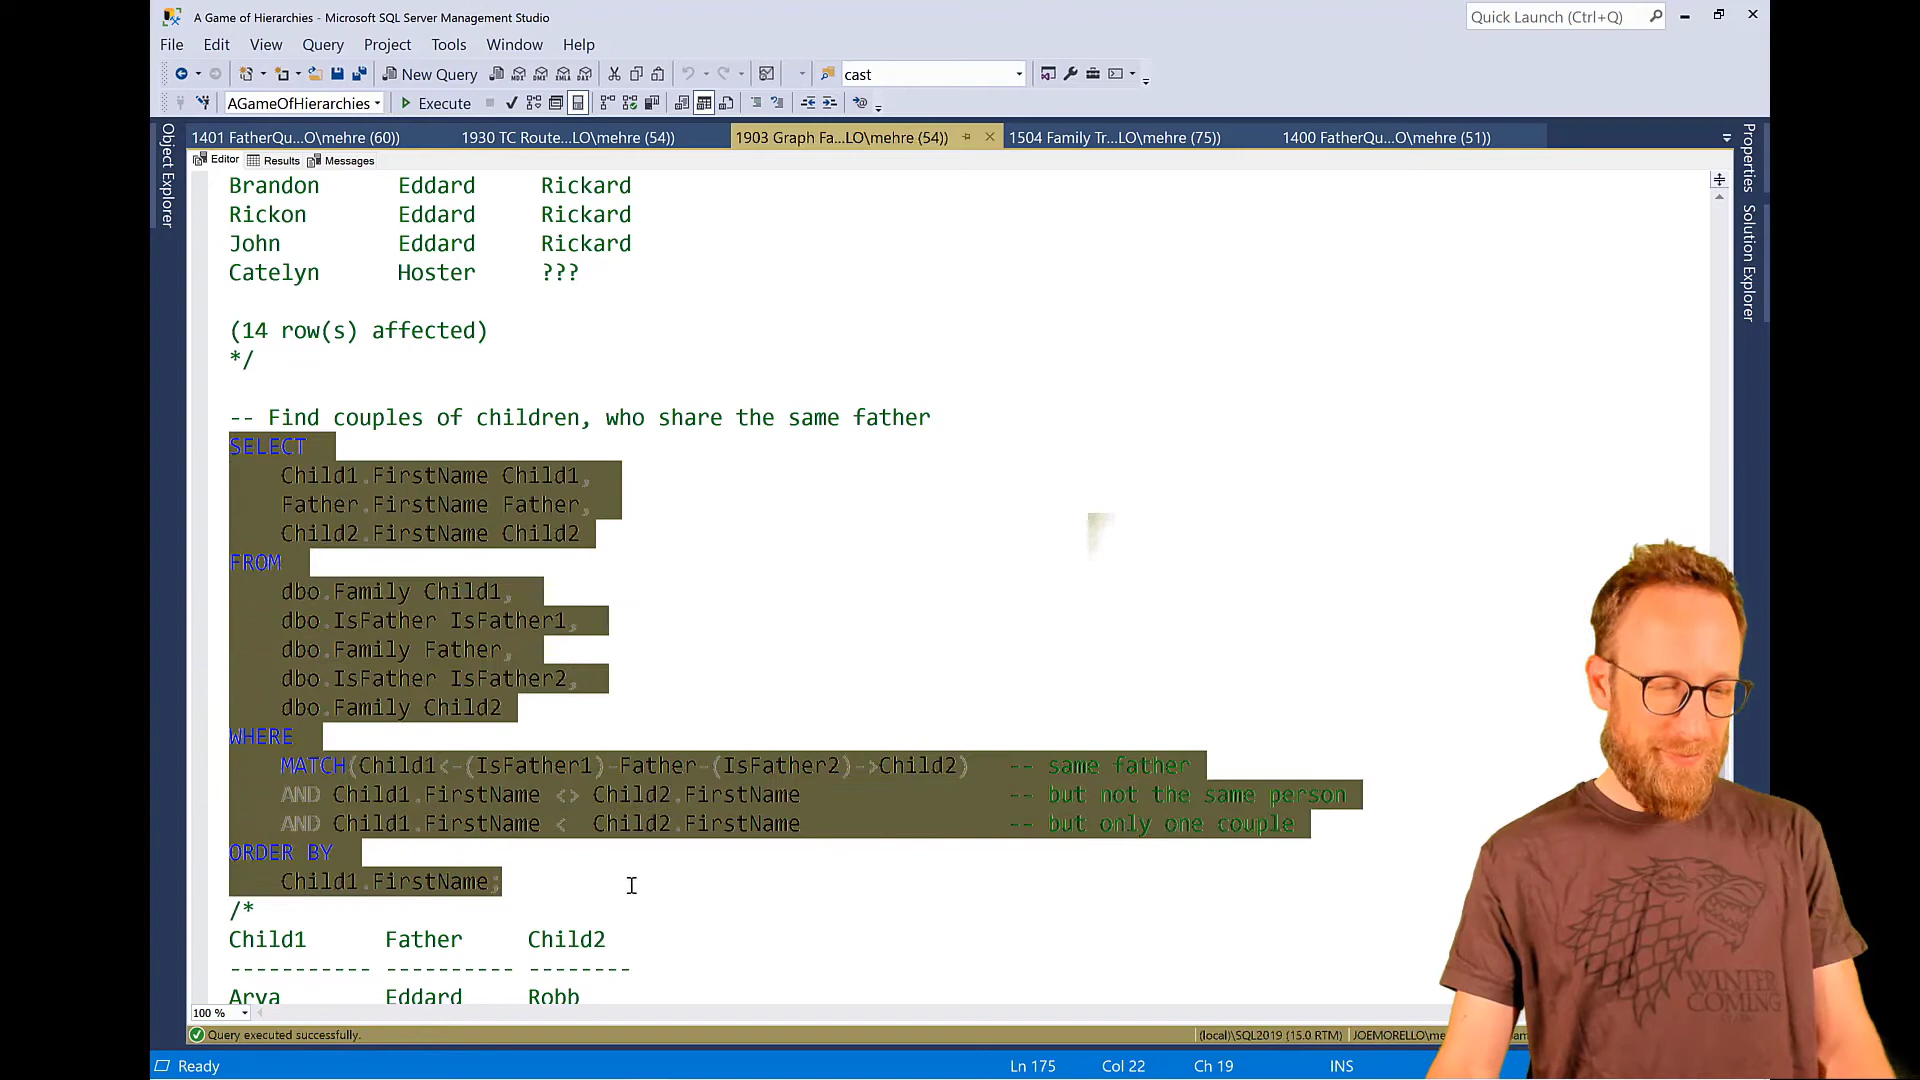 A Game of Hierarchies - Microsoft SQL Server Management Studio
Quick Launch (Ctrl+Q)
File Edit View Query Project Tools Window Help
New Query MDX DMX XMLA DAX cast
AGameOfHierarchies Execute
1401 FatherQu...O\mehre (60)) 1930 TC Route...LO\mehre (54)) 1903 Graph Fa...LO\mehre (54)) 1504 Family Tr...LO\mehre (75)) 1400 FatherQu...O\mehre (51))
Object Explorer
Editor Results Messages
Properties
Solution Explorer
Brandon Eddard Rickard
Rickon Eddard Rickard
John Eddard Rickard
Catelyn Hoster ???
(14 row(s) affected)
*/
-- Find couples of children, who share the same father
SELECT
Child1.FirstName Child1,
Father.FirstName Father,
Child2.FirstName Child2
FROM
dbo.Family Child1,
dbo.IsFather IsFather1,
dbo.Family Father,
dbo.IsFather IsFather2,
dbo.Family Child2
WHERE
MATCH(Child1<-(IsFather1)-Father-(IsFather2)->Child2) -- same father
AND Child1.FirstName <> Child2.FirstName -- but not the same person
AND Child1.FirstName < Child2.FirstName -- but only one couple
ORDER BY
Child1.FirstName;
/*
Child1 Father Child2
----------- ---------- --------
Arya Eddard Robb
100 %
Query executed successfully.
(local)\SQL2019 (15.0 RTM) JOEMORELLO\me
Ready Ln 175 Col 22 Ch 19 INS
WINTER
COMING